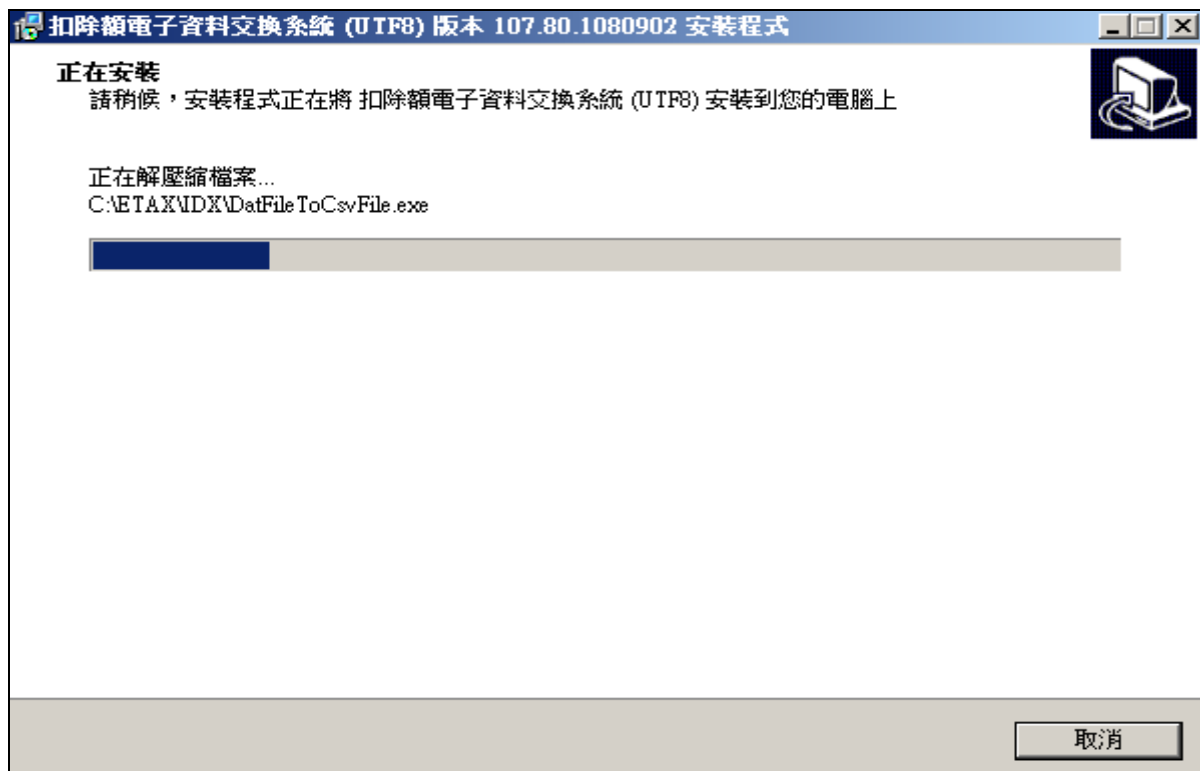 扣除額電子資料交換系統 (UTF8) 版本 107.80.1080902 安裝程式
正在安裝
請稍候，安裝程式正在將 扣除額電子資料交換系統 (UTF8) 安裝到您的電腦上
正在解壓縮檔案...
C:\ETAX\IDX\DatFileToCsvFile.exe
取消